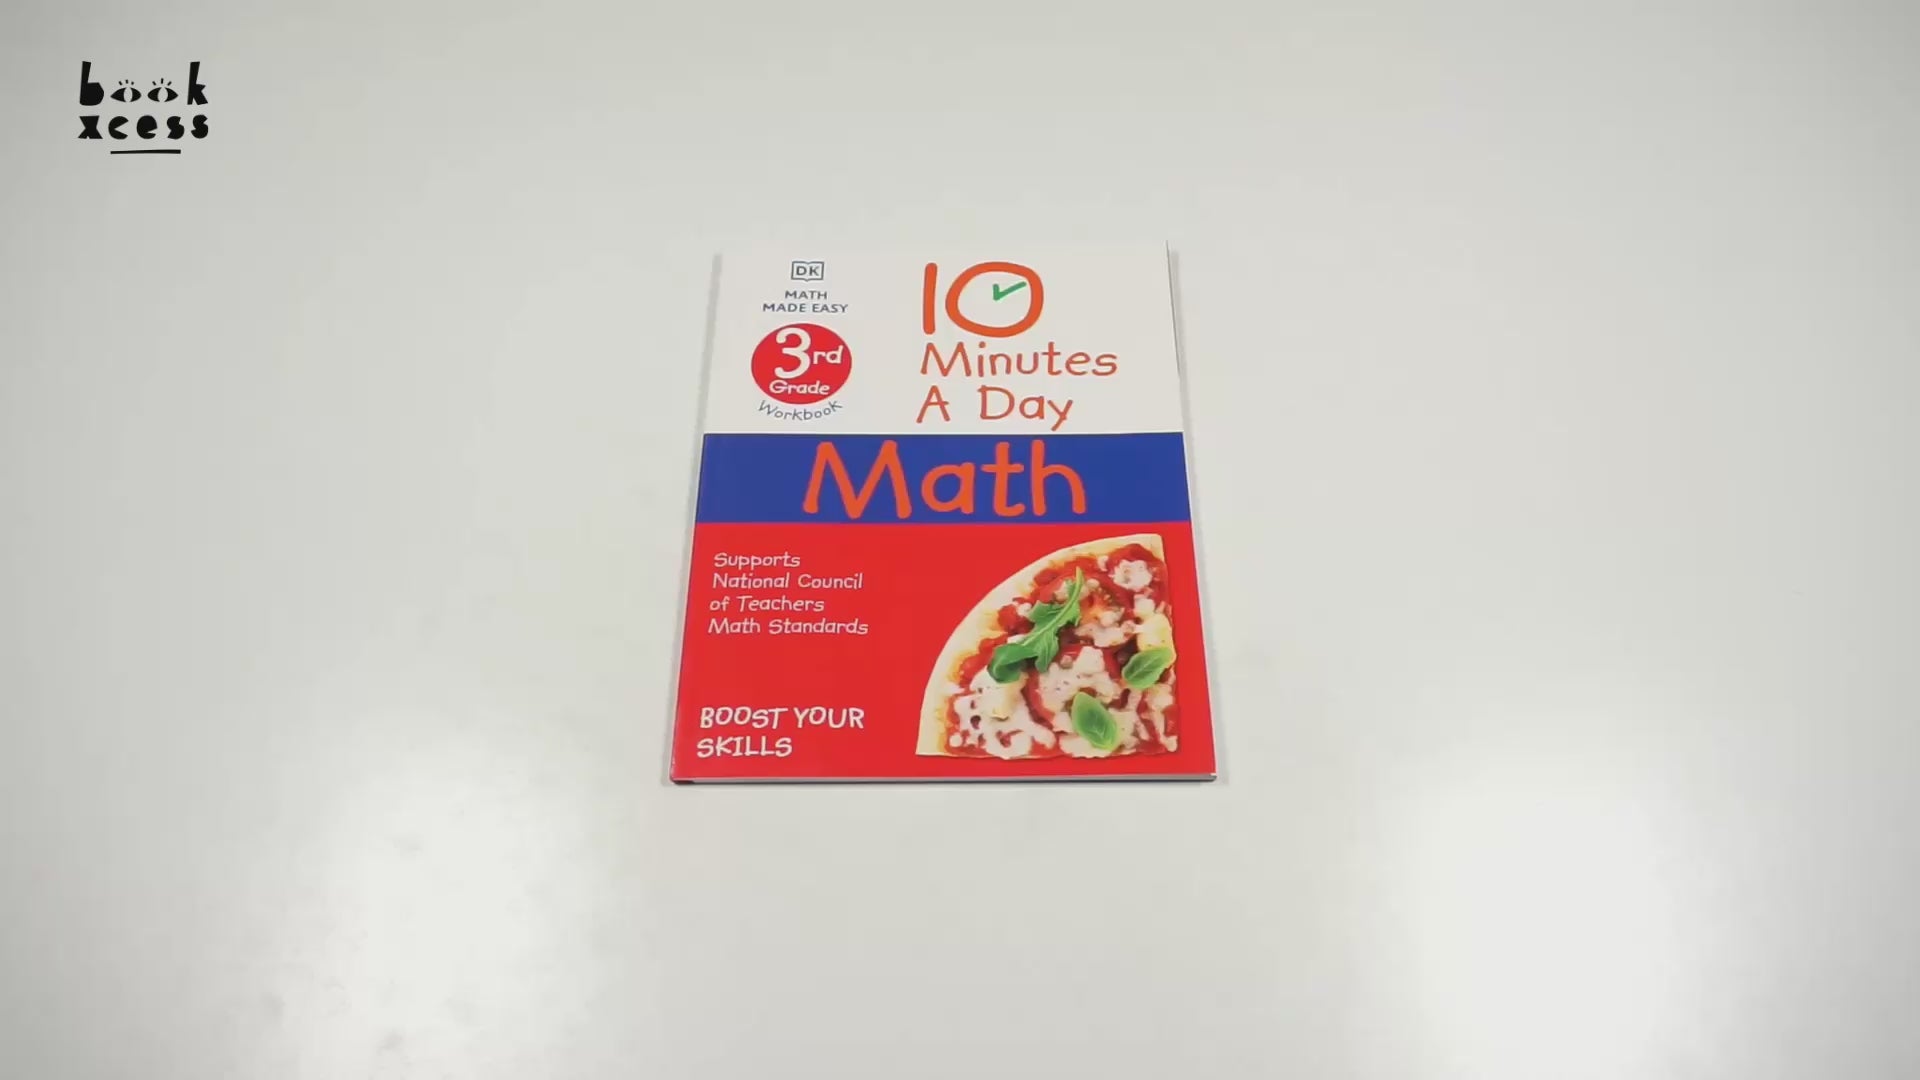 book
xcess
DK
MATH
MADE EASY
3rd
Grade
Workbook
10
Minutes
A Day
Math
Supports
National Council
of Teachers
Math Standards
BOOST YOUR
SKILLS